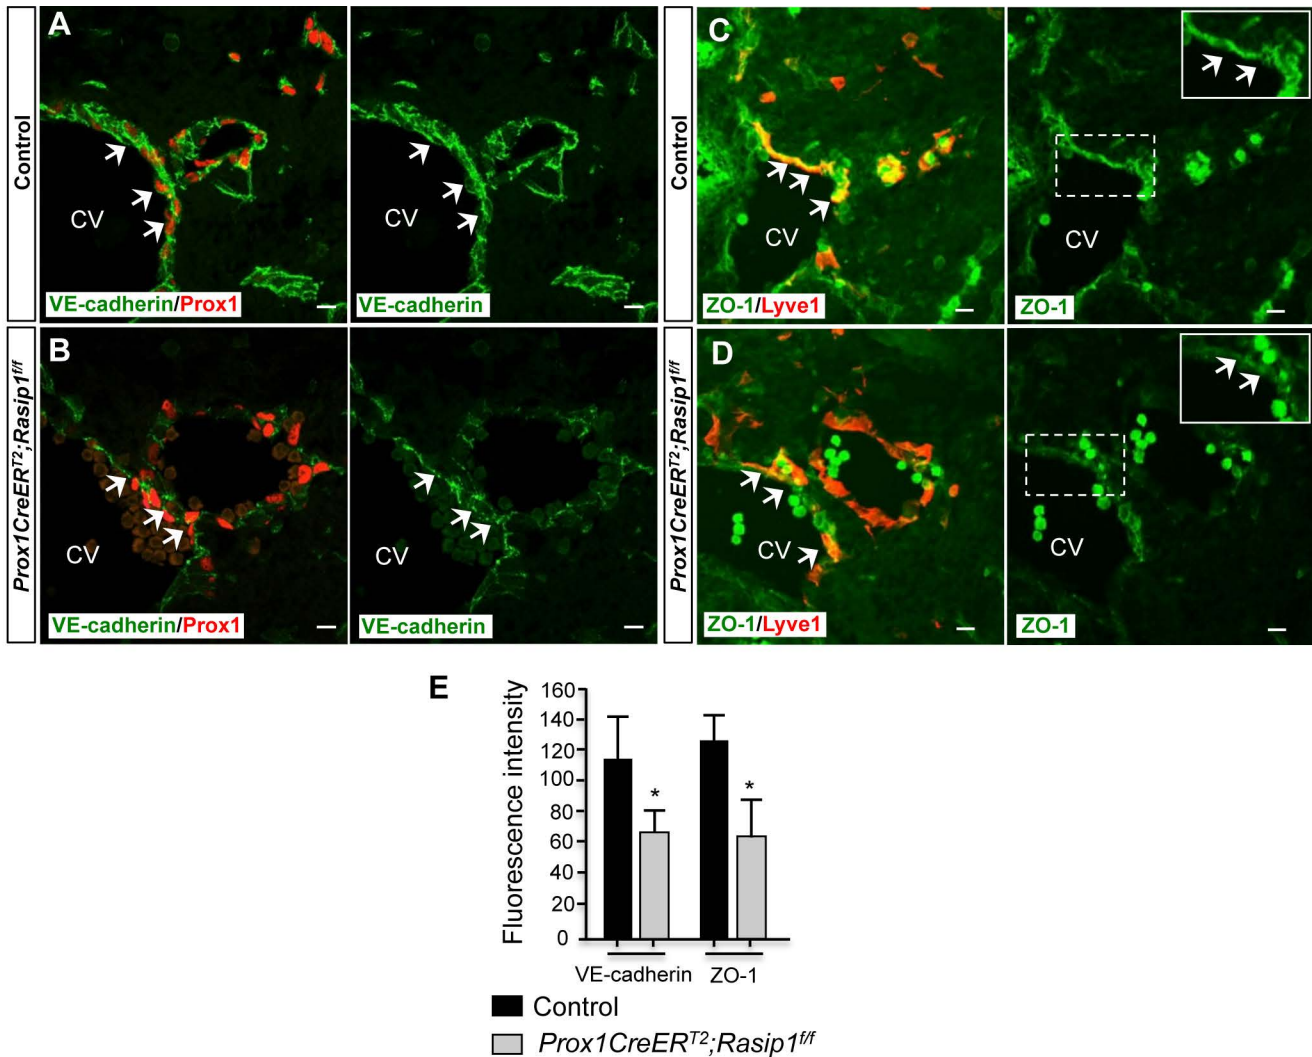 A
Control
CV
VE-cadherin/Prox1
CV
VE-cadherin
C
Control
CV
ZO-1/Lyve1
CV
ZO-1
B
Prox1CreERT2;Rasip1f/f
CV
VE-cadherin/Prox1
CV
VE-cadherin
D
Prox1CreERT2;Rasip1f/f
CV
ZO-1/Lyve1
CV
ZO-1
E
Fluorescence intensity
160
140
120
100
80
60
40
20
0
*
*
VE-cadherin ZO-1
Control
Prox1CreERT2;Rasip1f/f